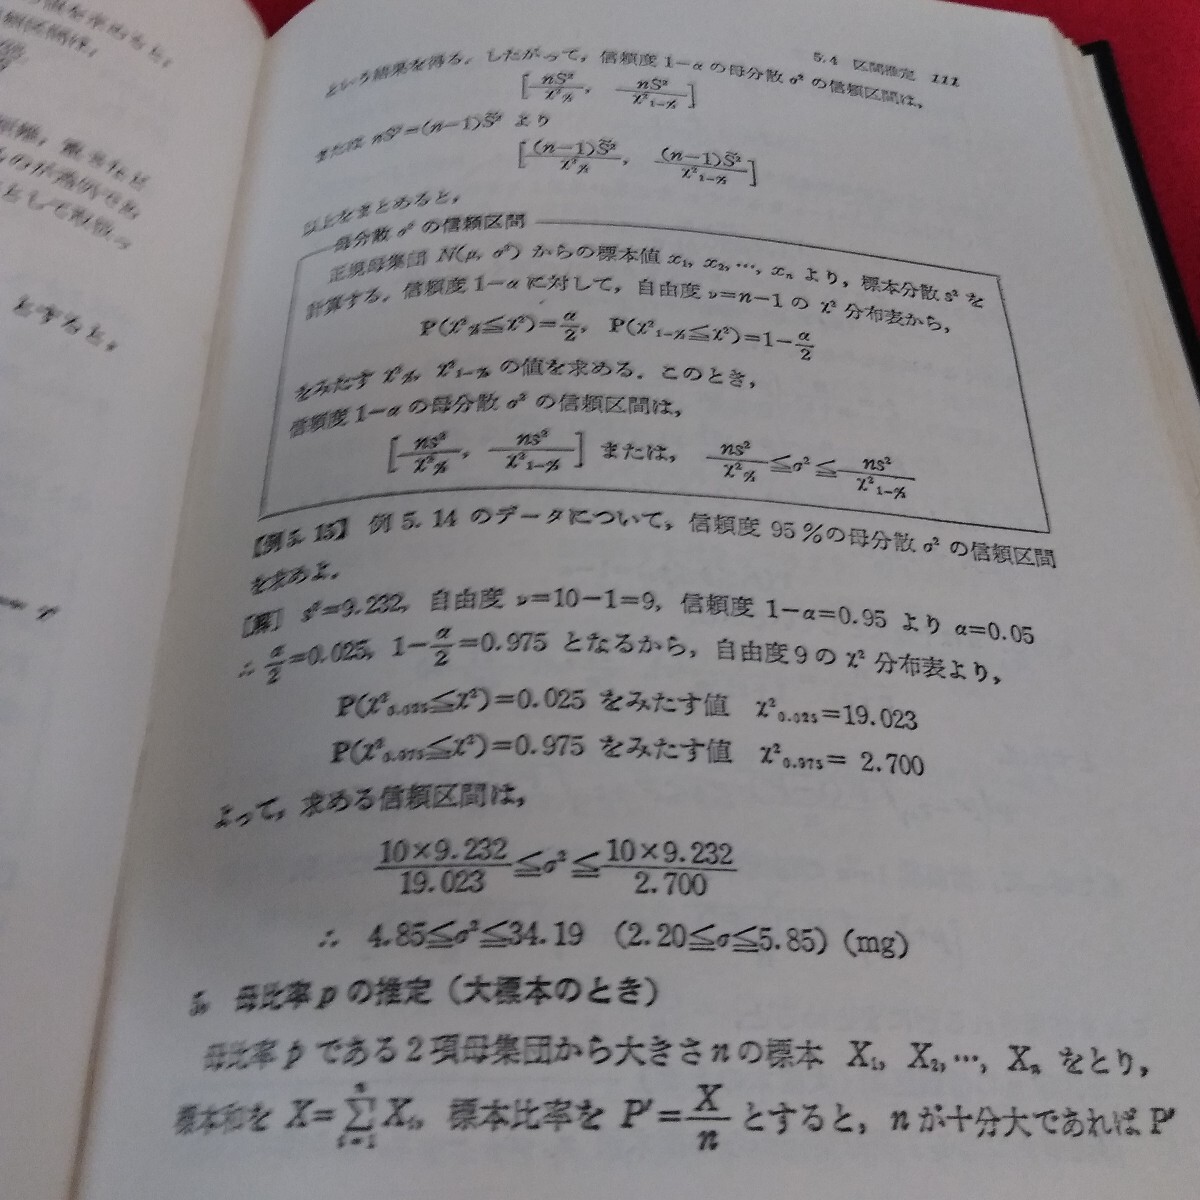 5.4 区間推定 111
という結果を得る。したがって，信頼度 1−α の母分散 σ² の信頼区間は，
[nS²/χ²α/2, nS²/χ²1−α/2]
または nS²=(n−1)S̃² より
[(n−1)S̃²/χ²α/2, (n−1)S̃²/χ²1−α/2]
以上をまとめると，
母分散 σ² の信頼区間
正規母集団 N(μ, σ²) からの標本値 x₁, x₂, …, xₙ より，標本分散 s² を
計算する．信頼度 1−α に対して，自由度 ν=n−1 の χ² 分布表から，
P(χ²α/2≦χ²)=α/2, P(χ²1−α/2≦χ²)=1−α/2
をみたす χ²α/2, χ²1−α/2 の値を求める．このとき，
信頼度 1−α の母分散 σ² の信頼区間は，
[ns²/χ²α/2, ns²/χ²1−α/2] または， ns²/χ²α/2≦σ²≦ns²/χ²1−α/2
【例5.15】 例 5.14 のデータについて，信頼度 95％の母分散 σ² の信頼区間
を求めよ．
［解］ s²=9.232, 自由度 ν=10−1=9, 信頼度 1−α=0.95 より α=0.05
∴ α/2=0.025, 1−α/2=0.975 となるから，自由度 9 の χ² 分布表より，
P(χ²0.025≦χ²)=0.025 をみたす値 χ²0.025=19.023
P(χ²0.975≦χ²)=0.975 をみたす値 χ²0.975= 2.700
よって，求める信頼区間は，
10×9.232/19.023≦σ²≦10×9.232/2.700
∴ 4.85≦σ²≦34.19 (2.20≦σ≦5.85) (mg)
5. 母比率 p の推定（大標本のとき）
母比率 p である 2 項母集団から大きさ n の標本 X₁, X₂, …, Xₙ をとり，
標本和を X=∑ⁿᵢ₌₁Xᵢ, 標本比率を P′=X/n とすると，n が十分大であれば P′
とすると，